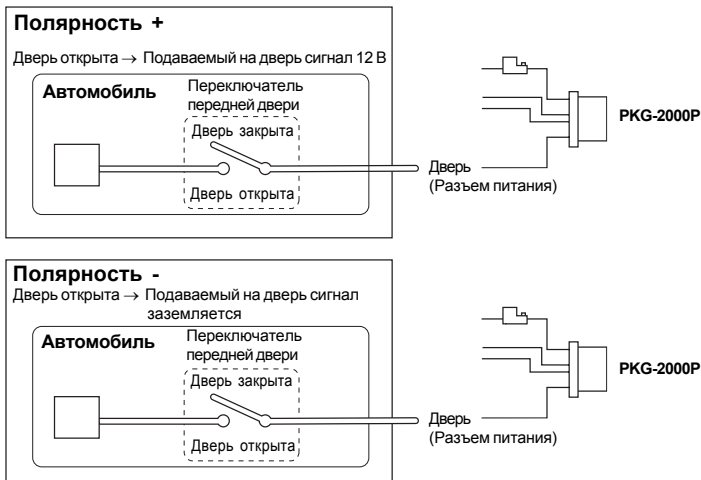 Полярность +
Дверь открыта → Подаваемый на дверь сигнал 12 В
Автомобиль
Переключатель
передней двери
Дверь закрыта
Дверь открыта
Дверь
(Разъем питания)
PKG-2000P
Полярность -
Дверь открыта → Подаваемый на дверь сигнал
заземляется
Автомобиль
Переключатель
передней двери
Дверь закрыта
Дверь открыта
Дверь
(Разъем питания)
PKG-2000P